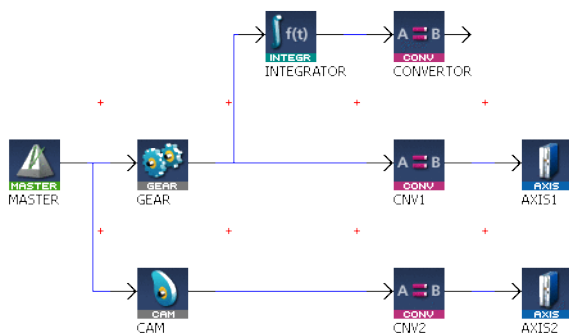 f(t) A B
INTEGR CONV
INTEGRATOR CONVERTOR
A B
MASTER GEAR CONV AXIS
MASTER GEAR CNV1 AXIS1
A B
CAM CONV AXIS
CAM CNV2 AXIS2